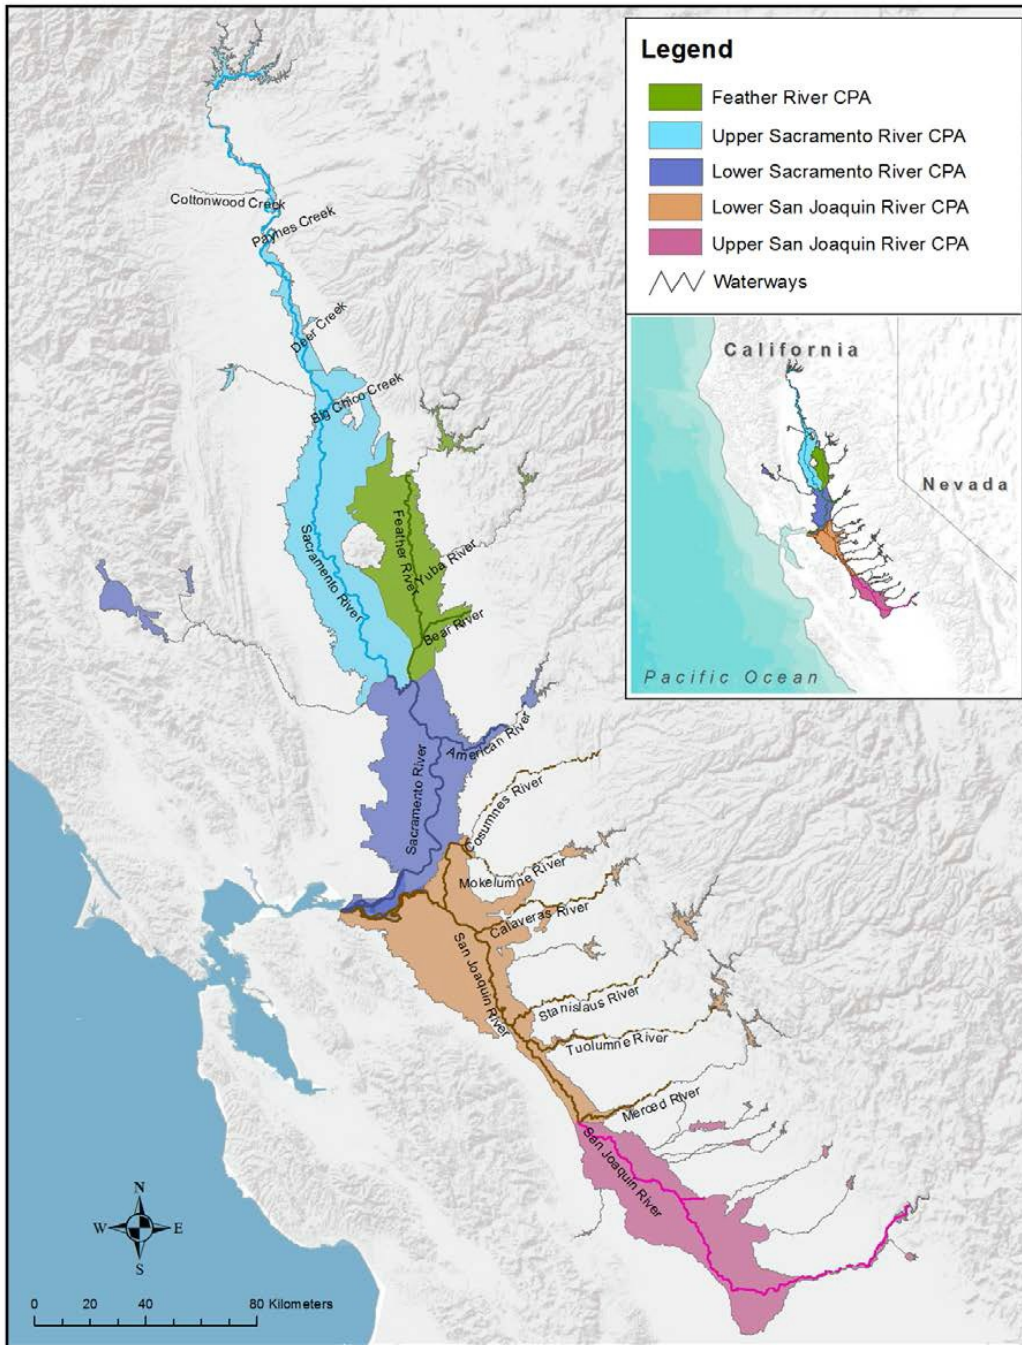 Legend
Feather River CPA
Upper Sacramento River CPA
Lower Sacramento River CPA
Lower San Joaquin River CPA
Upper San Joaquin River CPA
Waterways
California
Nevada
Pacific Ocean
Cottonwood Creek
Paynes Creek
Deer Creek
Big Chico Creek
Sacramento River
Feather River
Yuba River
Bear River
American River
Sacramento River
Cosumnes River
Mokelumne River
Calaveras River
San Joaquin River
Stanislaus River
Tuolumne River
Merced River
San Joaquin River
N
W E
S
0 20 40 80 Kilometers